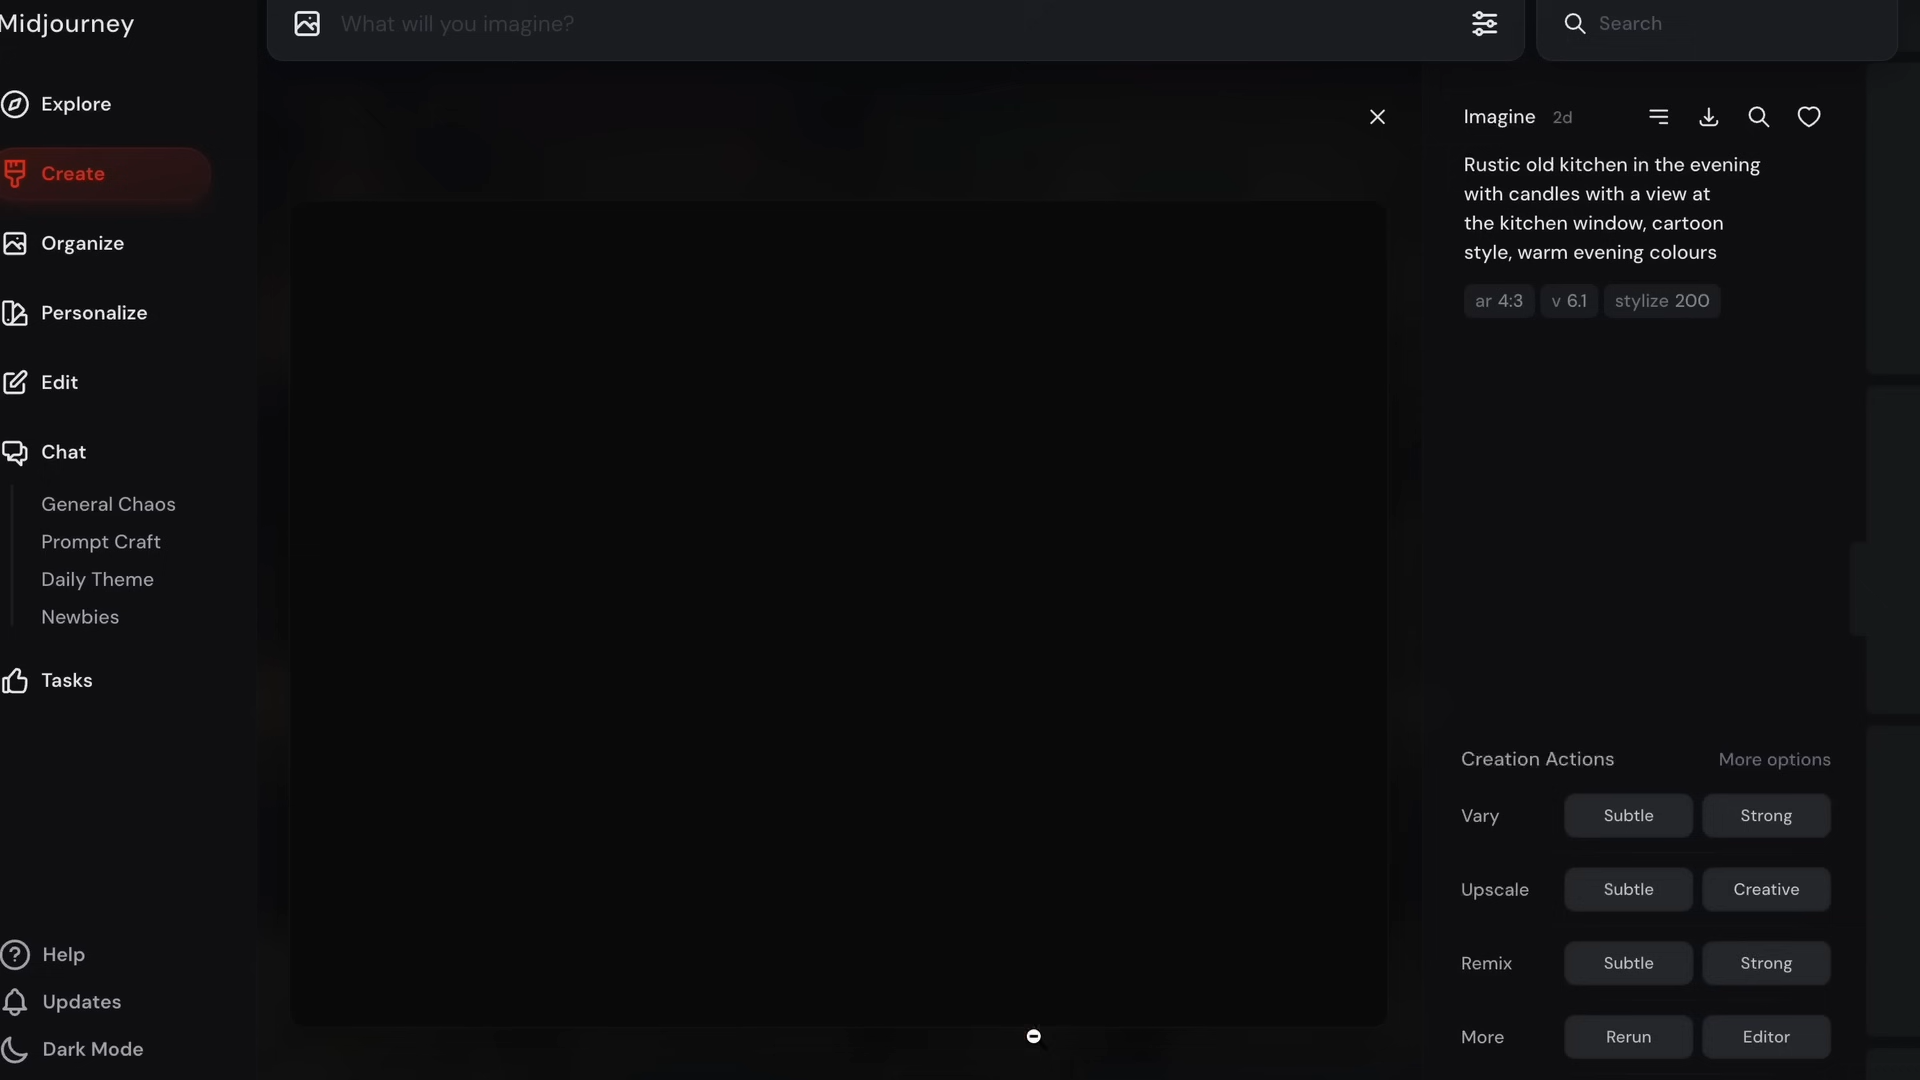 Midjourney
What will you imagine?
Search
Explore
Create
Organize
Personalize
Edit
Chat
General Chaos
Prompt Craft
Daily Theme
Newbies
Tasks
Help
Updates
Dark Mode
Imagine 2d
Rustic old kitchen in the evening
with candles with a view at
the kitchen window, cartoon
style, warm evening colours
ar 4:3 v 6.1 stylize 200
Creation Actions More options
Vary Subtle Strong
Upscale Subtle Creative
Remix Subtle Strong
More Rerun Editor